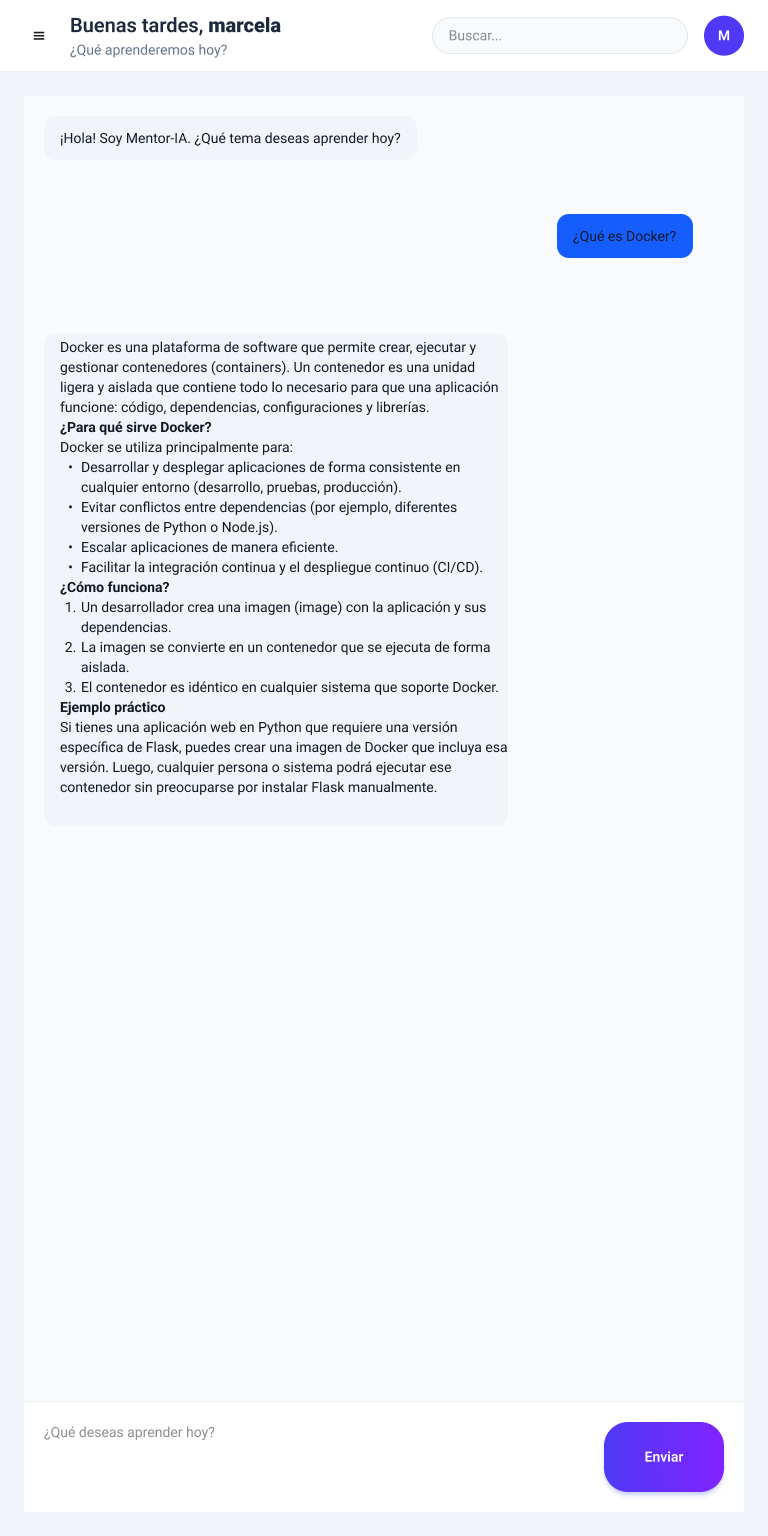 Buenas tardes, marcela
¿Qué aprenderemos hoy?
Buscar...
M
¡Hola! Soy Mentor-IA. ¿Qué tema deseas aprender hoy?
¿Qué es Docker?
Docker es una plataforma de software que permite crear, ejecutar y
gestionar contenedores (containers). Un contenedor es una unidad
ligera y aislada que contiene todo lo necesario para que una aplicación
funcione: código, dependencias, configuraciones y librerías.
¿Para qué sirve Docker?
Docker se utiliza principalmente para:
• Desarrollar y desplegar aplicaciones de forma consistente en
cualquier entorno (desarrollo, pruebas, producción).
• Evitar conflictos entre dependencias (por ejemplo, diferentes
versiones de Python o Node.js).
• Escalar aplicaciones de manera eficiente.
• Facilitar la integración continua y el despliegue continuo (CI/CD).
¿Cómo funciona?
1. Un desarrollador crea una imagen (image) con la aplicación y sus
dependencias.
2. La imagen se convierte en un contenedor que se ejecuta de forma
aislada.
3. El contenedor es idéntico en cualquier sistema que soporte Docker.
Ejemplo práctico
Si tienes una aplicación web en Python que requiere una versión
específica de Flask, puedes crear una imagen de Docker que incluya esa
versión. Luego, cualquier persona o sistema podrá ejecutar ese
contenedor sin preocuparse por instalar Flask manualmente.
¿Qué deseas aprender hoy?
Enviar